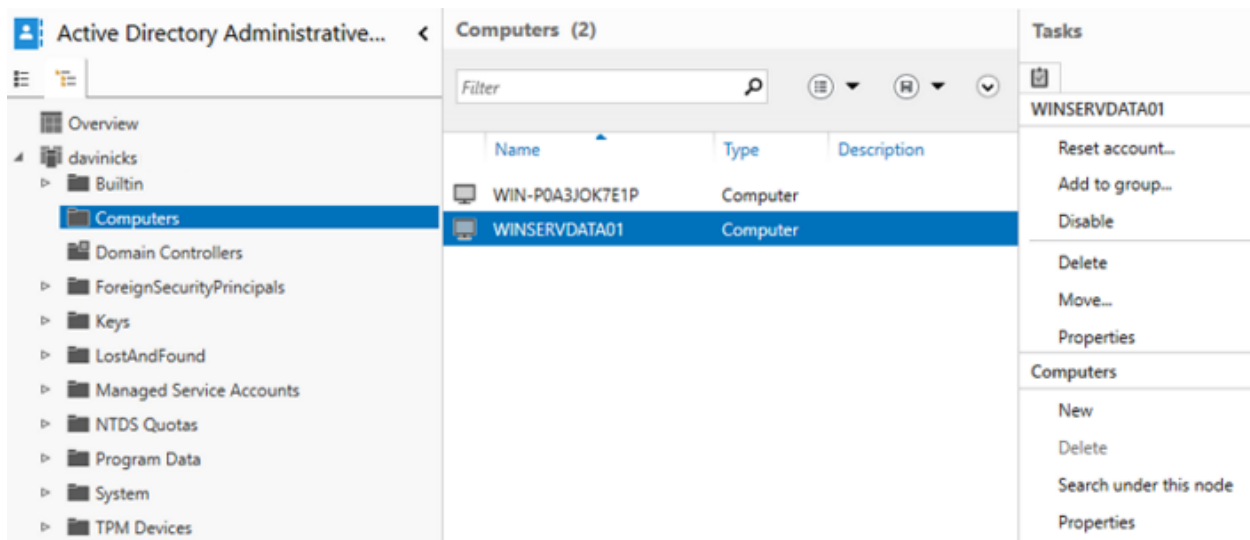 Active Directory Administrative...
Overview
davinicks
Builtin
Computers
Domain Controllers
ForeignSecurityPrincipals
Keys
LostAndFound
Managed Service Accounts
NTDS Quotas
Program Data
System
TPM Devices
Computers (2)
Filter
Name Type Description
WIN-P0A3JOK7E1P Computer
WINSERVDATA01 Computer
Tasks
WINSERVDATA01
Reset account...
Add to group...
Disable
Delete
Move...
Properties
Computers
New
Delete
Search under this node
Properties